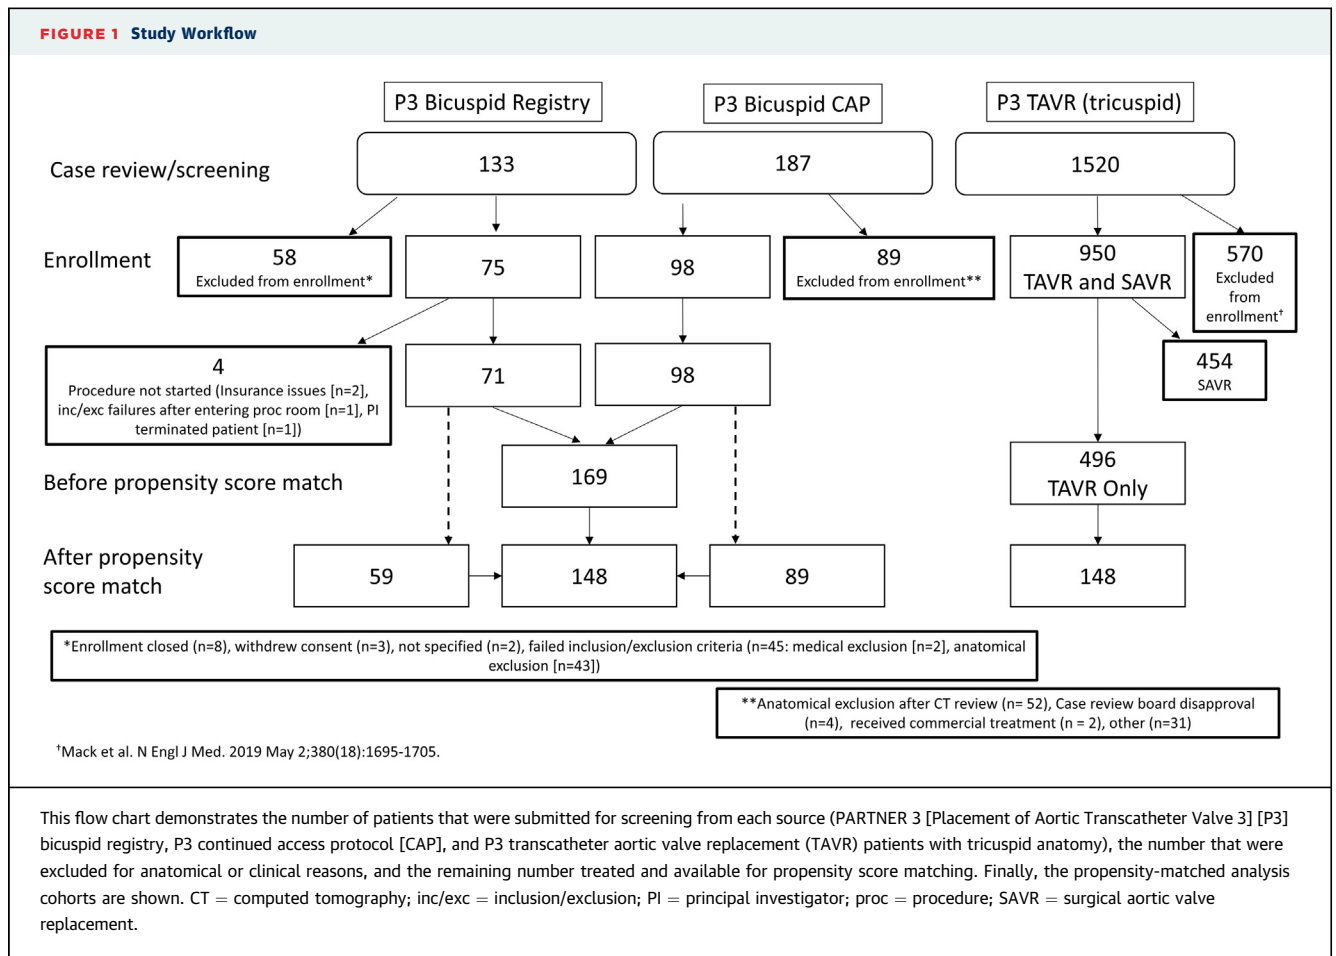 FIGURE 1 Study Workflow
P3 Bicuspid Registry
P3 Bicuspid CAP
P3 TAVR (tricuspid)
Case review/screening
133
187
1520
Enrollment
58
Excluded from enrollment*
75
98
89
Excluded from enrollment**
950
TAVR and SAVR
570
Excluded
from
enrollment†
4
Procedure not started (Insurance issues [n=2],
inc/exc failures after entering proc room [n=1], PI
terminated patient [n=1])
71
98
454
SAVR
Before propensity score match
169
496
TAVR Only
After propensity
score match
59
148
89
148
*Enrollment closed (n=8), withdrew consent (n=3), not specified (n=2), failed inclusion/exclusion criteria (n=45: medical exclusion [n=2], anatomical
exclusion [n=43])
**Anatomical exclusion after CT review (n= 52), Case review board disapproval
(n=4), received commercial treatment (n = 2), other (n=31)
†Mack et al. N Engl J Med. 2019 May 2;380(18):1695-1705.
This flow chart demonstrates the number of patients that were submitted for screening from each source (PARTNER 3 [Placement of Aortic Transcatheter Valve 3] [P3]
bicuspid registry, P3 continued access protocol [CAP], and P3 transcatheter aortic valve replacement (TAVR) patients with tricuspid anatomy), the number that were
excluded for anatomical or clinical reasons, and the remaining number treated and available for propensity score matching. Finally, the propensity-matched analysis
cohorts are shown. CT = computed tomography; inc/exc = inclusion/exclusion; PI = principal investigator; proc = procedure; SAVR = surgical aortic valve
replacement.